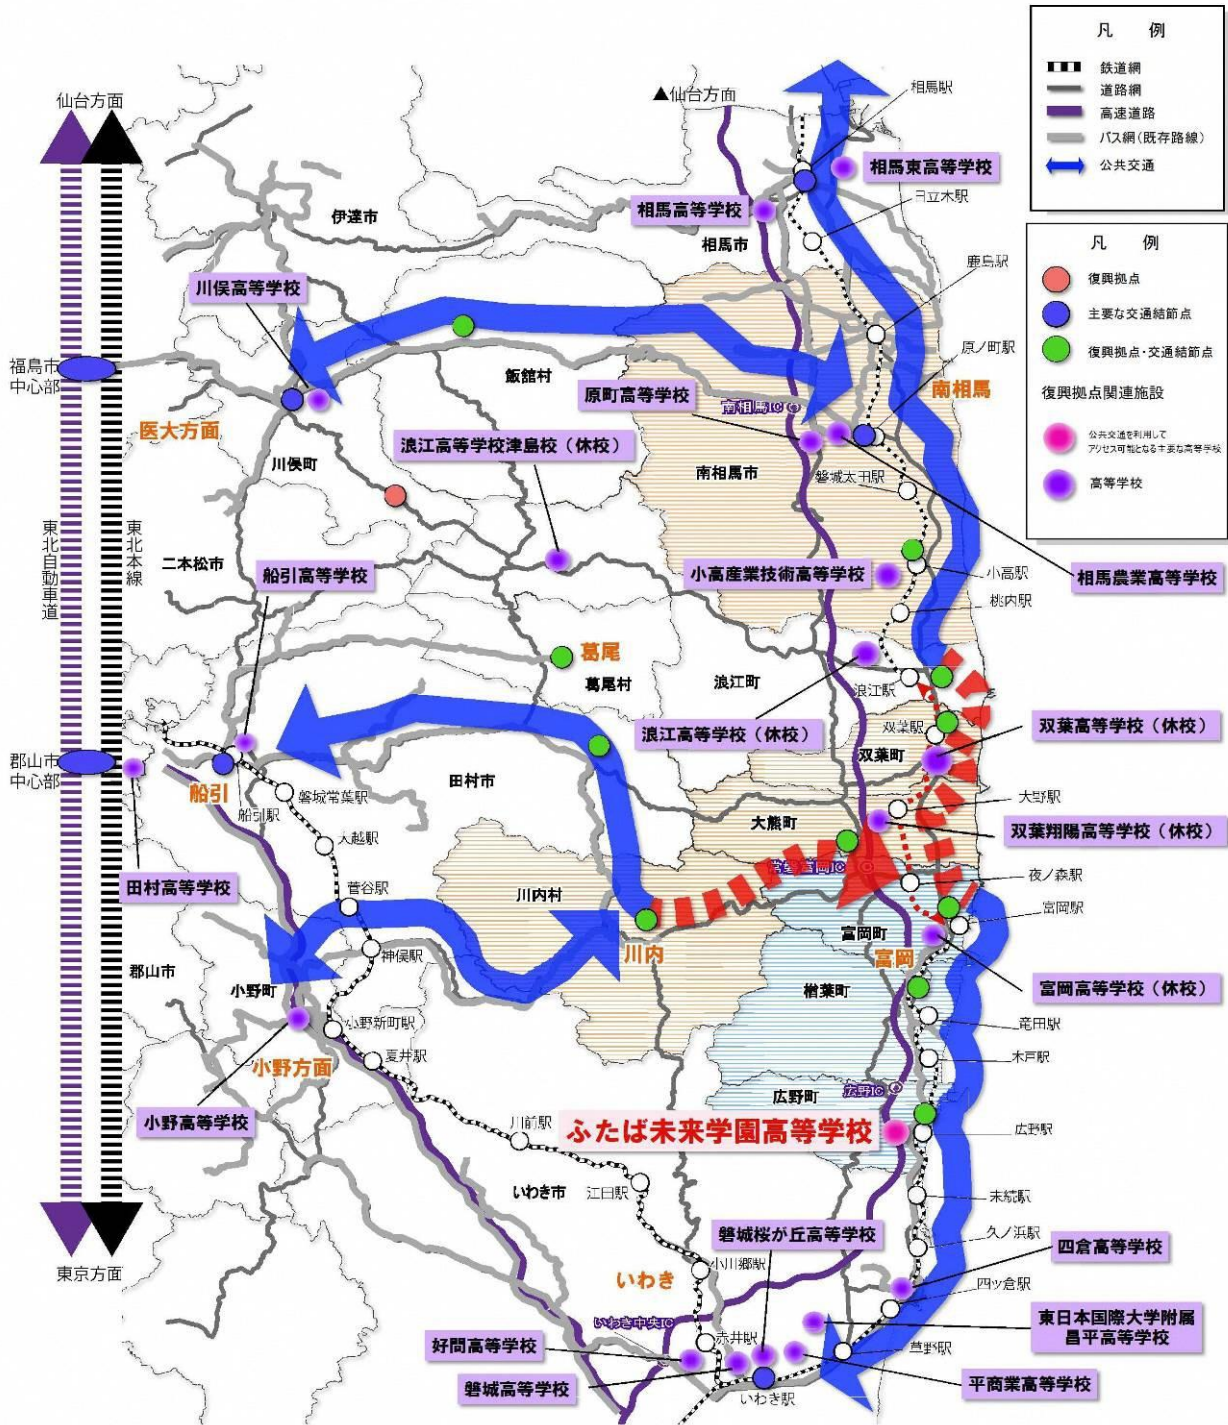 凡　例
鉄道網
道路網
高速道路
バス網（既存路線）
公共交通
凡　例
復興拠点
主要な交通結節点
復興拠点・交通結節点
復興拠点関連施設
公共交通を利用して
アクセス可能となる主要な高等学校
高等学校
仙台方面
▲仙台方面
相馬駅
相馬東高等学校
相馬高等学校
日立木駅
伊達市
相馬市
鹿島駅
川俣高等学校
原ノ町駅
福島市
中心部
飯舘村
原町高等学校
南相馬
南相馬IC
医大方面
浪江高等学校津島校（休校）
川俣町
南相馬市
磐城太田駅
東北自動車道
東北本線
二本松市
船引高等学校
小高産業技術高等学校
小高駅
相馬農業高等学校
桃内駅
葛尾
葛尾村
浪江町
浪江駅
浪江高等学校（休校）
双葉駅
双葉高等学校（休校）
双葉町
郡山市
中心部
田村市
船引
船引駅
磐城常葉駅
大野駅
大熊町
双葉翔陽高等学校（休校）
大越駅
常磐富岡IC
夜ノ森駅
田村高等学校
菅谷駅
川内村
富岡駅
富岡町
川内
富岡
神俣駅
郡山市
小野町
楢葉町
富岡高等学校（休校）
竜田駅
小野新町駅
木戸駅
夏井駅
小野方面
広野IC
広野町
小野高等学校
ふたば未来学園高等学校
広野駅
川前駅
いわき市
江田駅
末続駅
磐城桜が丘高等学校
久ノ浜駅
四倉高等学校
東京方面
小川郷駅
いわき
四ツ倉駅
いわき中央IC
東日本国際大学附属
昌平高等学校
赤井駅
好間高等学校
草野駅
磐城高等学校
平商業高等学校
いわき駅